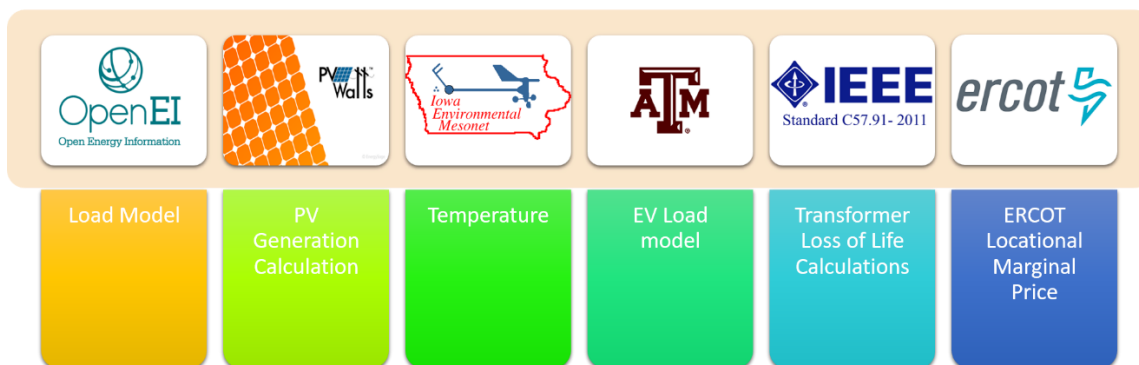 OpenEI
Open Energy Information
PV
Watts
Iowa
Environmental
Mesonet
ATM
IEEE
Standard C57.91- 2011
ercot
Load Model
PV
Generation
Calculation
Temperature
EV Load
model
Transformer
Loss of Life
Calculations
ERCOT
Locational
Marginal
Price